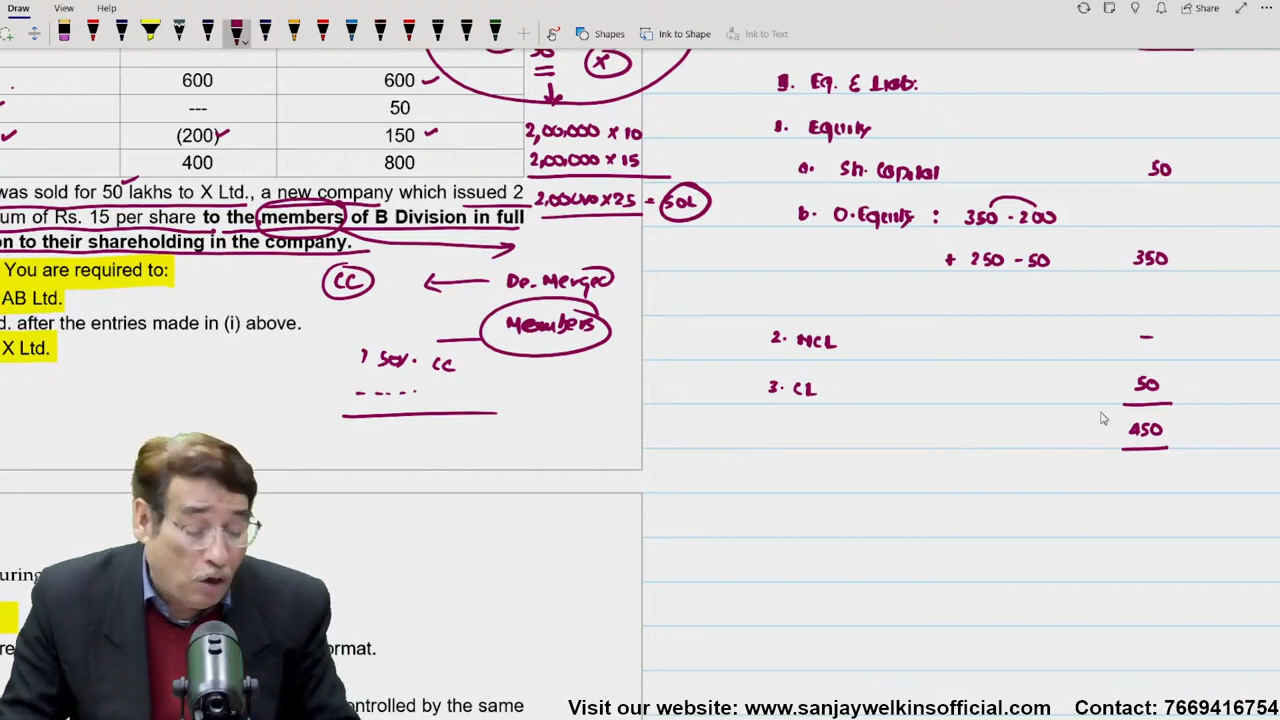 Draw View Help
Share
Shapes Ink to Shape Ink to Text
600 600
--- 50
(200) 150
400 800
x
2,00,000 × 10
2,00,000 × 15
2,00,000 × 25 = 50L
was sold for 50 lakhs to X Ltd., a new company which issued 2
um of Rs. 15 per share to the members of B Division in full
on to their shareholding in the company.
You are required to:
AB Ltd.
d. after the entries made in (i) above.
X Ltd.
CC ← De. Merged
Members
CC
Eq. & Liab:
1. Equity
a. Sh. Capital 50
b. O. Equity : 350 - 200
+ 250 - 50 350
2. NCL -
3. CL 50
450
uring
re
ormat.
ontrolled by the same
Visit our website: www.sanjaywelkinsofficial.com Contact: 7669416754